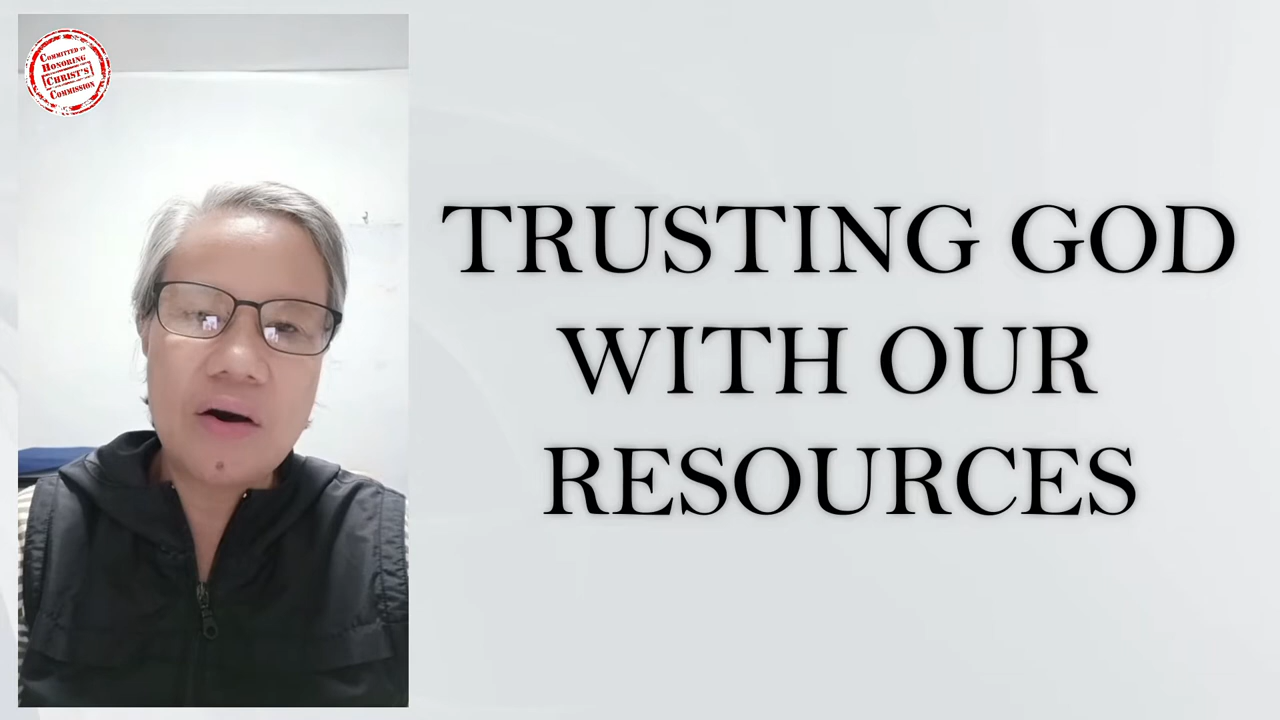 COMMITTED TO
HONORING
CHRIST'S
COMMISSION
TRUSTING GOD
WITH OUR
RESOURCES